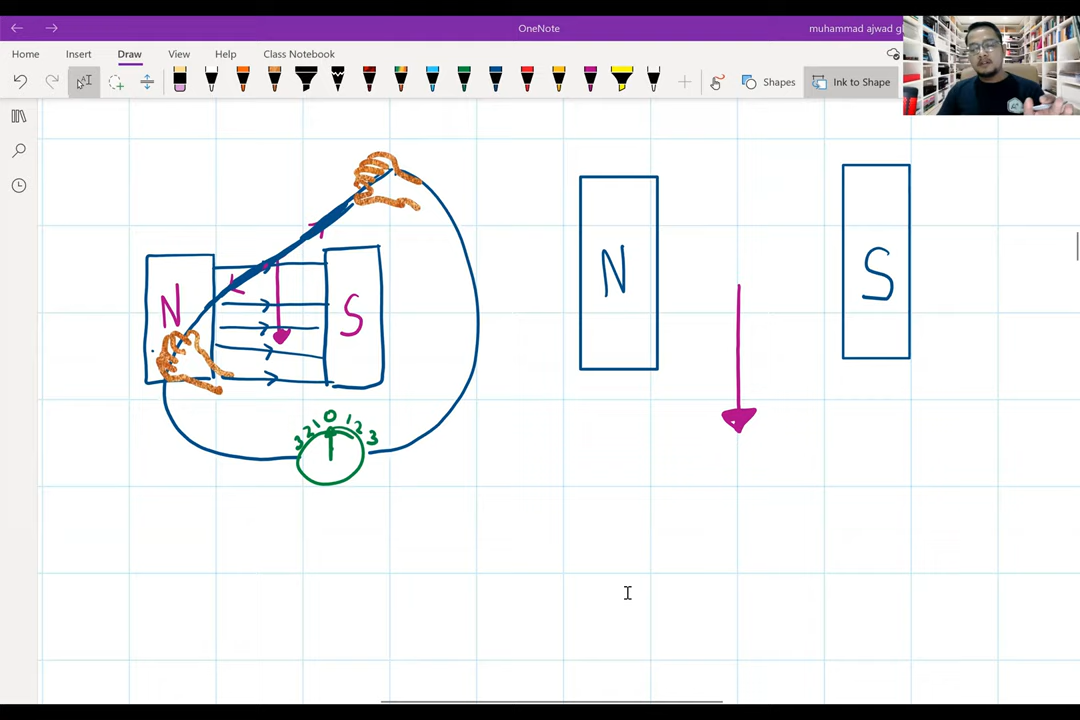 OneNote
muhammad ajwad gh
Home Insert Draw View Help Class Notebook
Shapes
Ink to Shape
N
S
3 2 1 0 1 2 3
N
S